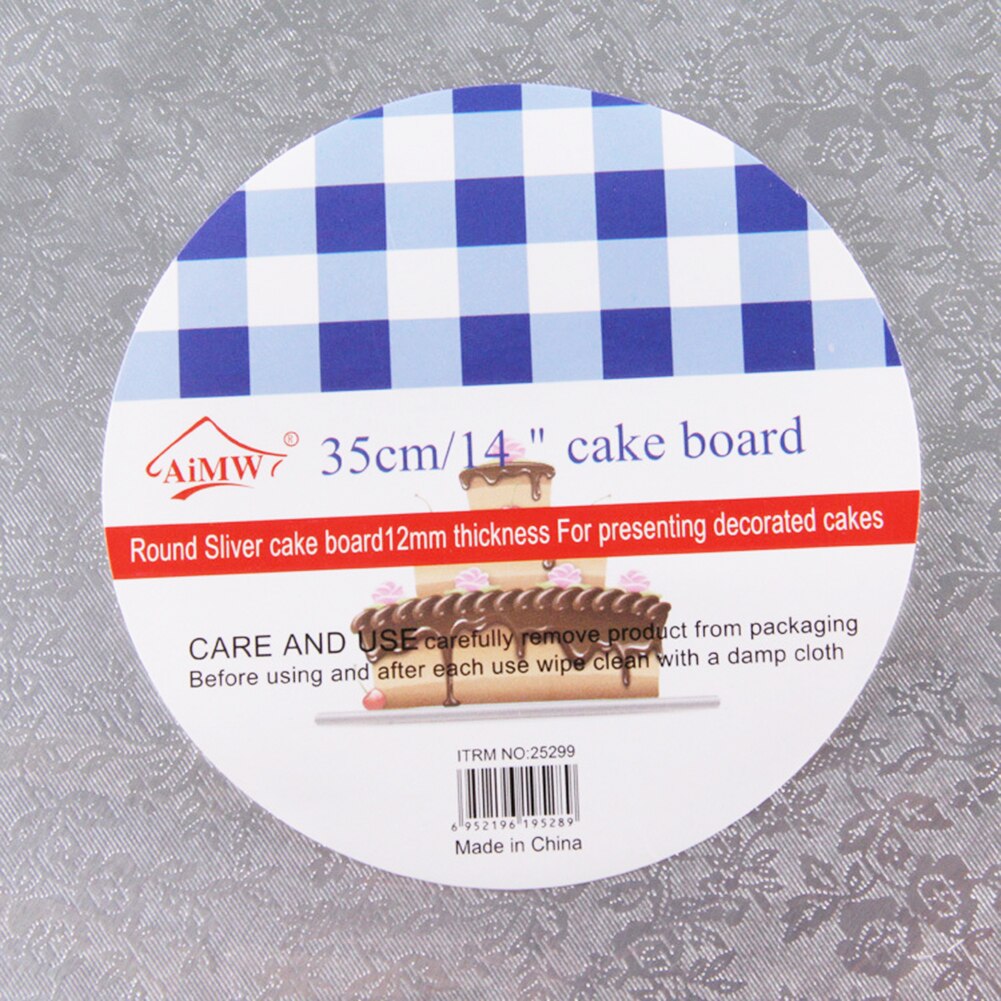 AiMW ®
35cm/14 " cake board
Round Sliver cake board12mm thickness For presenting decorated cakes
CARE AND USE carefully remove product from packaging
Before using and after each use wipe clean with a damp cloth
ITRM NO:25299
6 952196 195289
Made in China